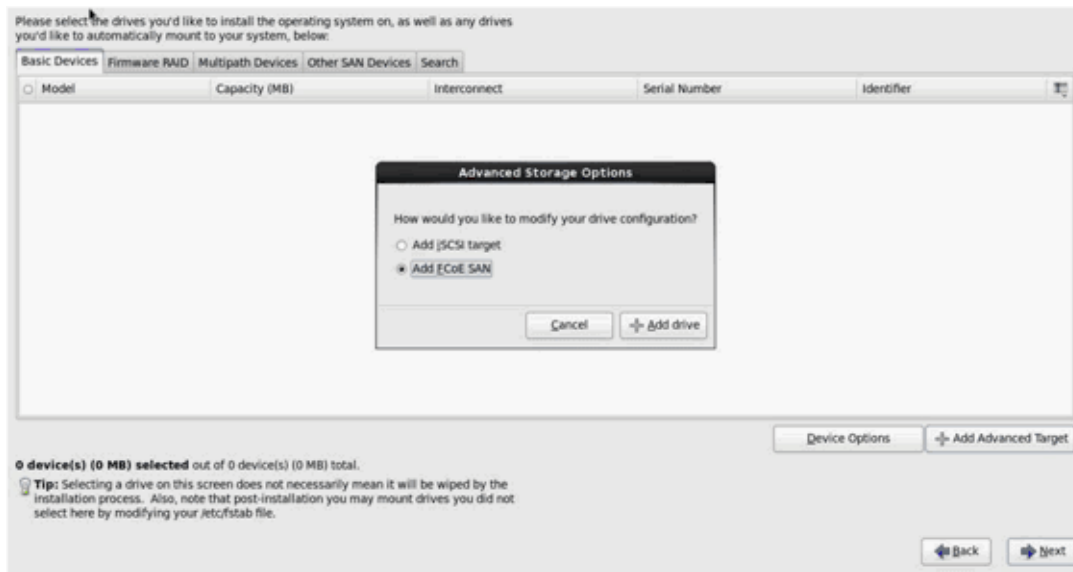 Please select the drives you'd like to install the operating system on, as well as any drives
you'd like to automatically mount to your system, below:
Basic Devices Firmware RAID Multipath Devices Other SAN Devices Search
Model Capacity (MB) Interconnect Serial Number Identifier
Advanced Storage Options
How would you like to modify your drive configuration?
Add iSCSI target
Add FCoE SAN
Cancel Add drive
Device Options Add Advanced Target
0 device(s) (0 MB) selected out of 0 device(s) (0 MB) total.
Tip: Selecting a drive on this screen does not necessarily mean it will be wiped by the
installation process. Also, note that post-installation you may mount drives you did not
select here by modifying your /etc/fstab file.
Back Next